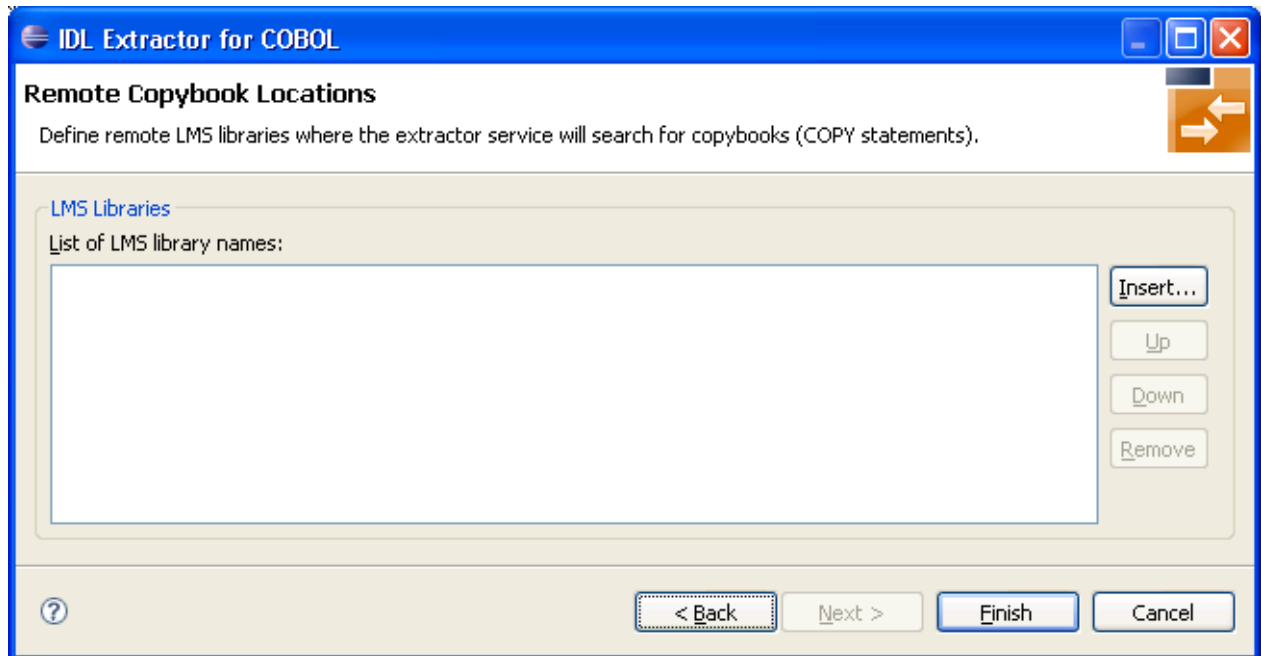 IDL Extractor for COBOL
Remote Copybook Locations
Define remote LMS libraries where the extractor service will search for copybooks (COPY statements).
LMS Libraries
List of LMS library names:
Insert...
Up
Down
Remove
? < Back Next > Finish Cancel